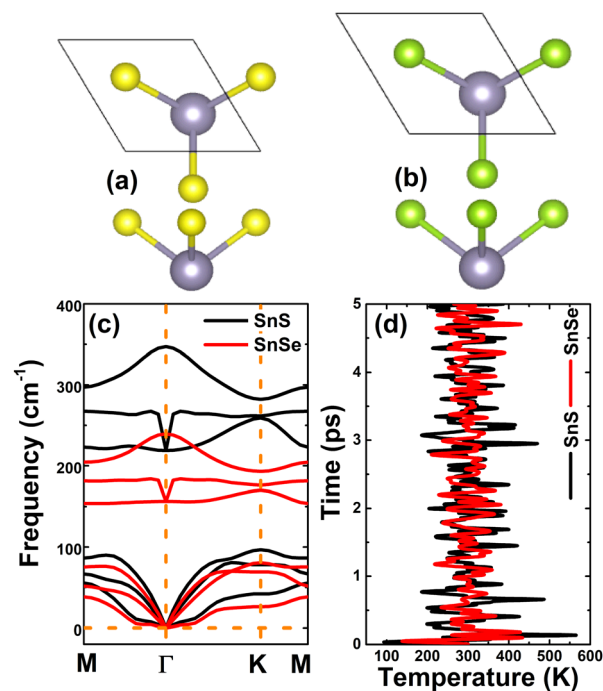 (a)
(b)
(c)
SnS
SnSe
400
300
200
100
0
Frequency (cm⁻¹)
M
Γ
K
M
(d)
SnSe
SnS
5
4
3
2
1
0
Time (ps)
100 200 300 400 500 600
Temperature (K)